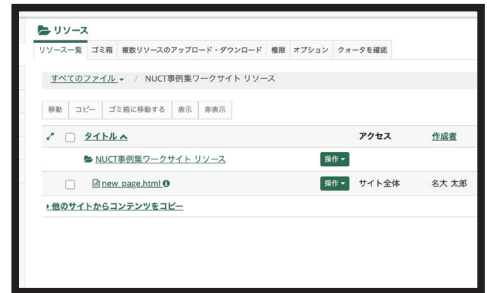 リソース
リソース一覧 ゴミ箱 複数リソースのアップロード・ダウンロード 権限 オプション クォータを確認
すべてのファイル / NUCT事例集ワークサイト リソース
移動 コピー ゴミ箱に移動する 表示 非表示
タイトル アクセス 作成者
NUCT事例集ワークサイト リソース 操作
new_page.html 操作 サイト全体 名大 太郎
他のサイトからコンテンツをコピー